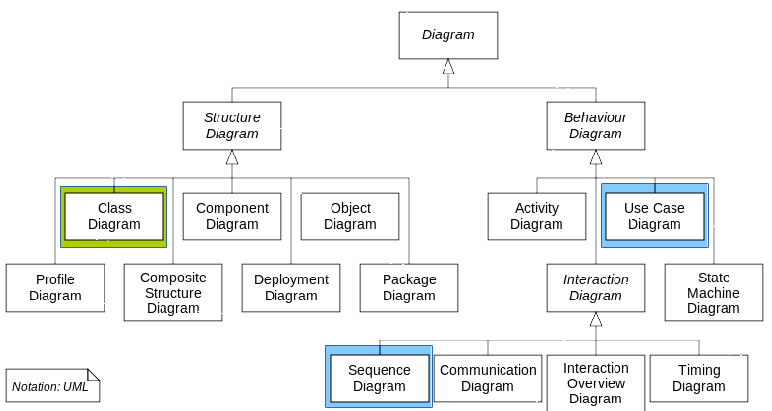 Diagram
Structure
Diagram
Behaviour
Diagram
Class
Diagram
Component
Diagram
Object
Diagram
Activity
Diagram
Use Case
Diagram
Profile
Diagram
Composite
Structure
Diagram
Deployment
Diagram
Package
Diagram
Interaction
Diagram
State
Machine
Diagram
Sequence
Diagram
Communication
Diagram
Interaction
Overview
Diagram
Timing
Diagram
Notation: UML